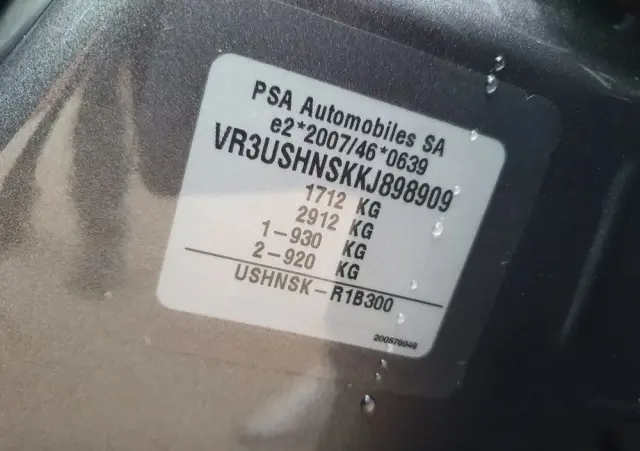 PSA Automobiles SA
e2*2007/46*0639
VR3USHNSKKJ898909
1712 KG
2912 KG
1-930 KG
2-920 KG
USHNSK-R1B300